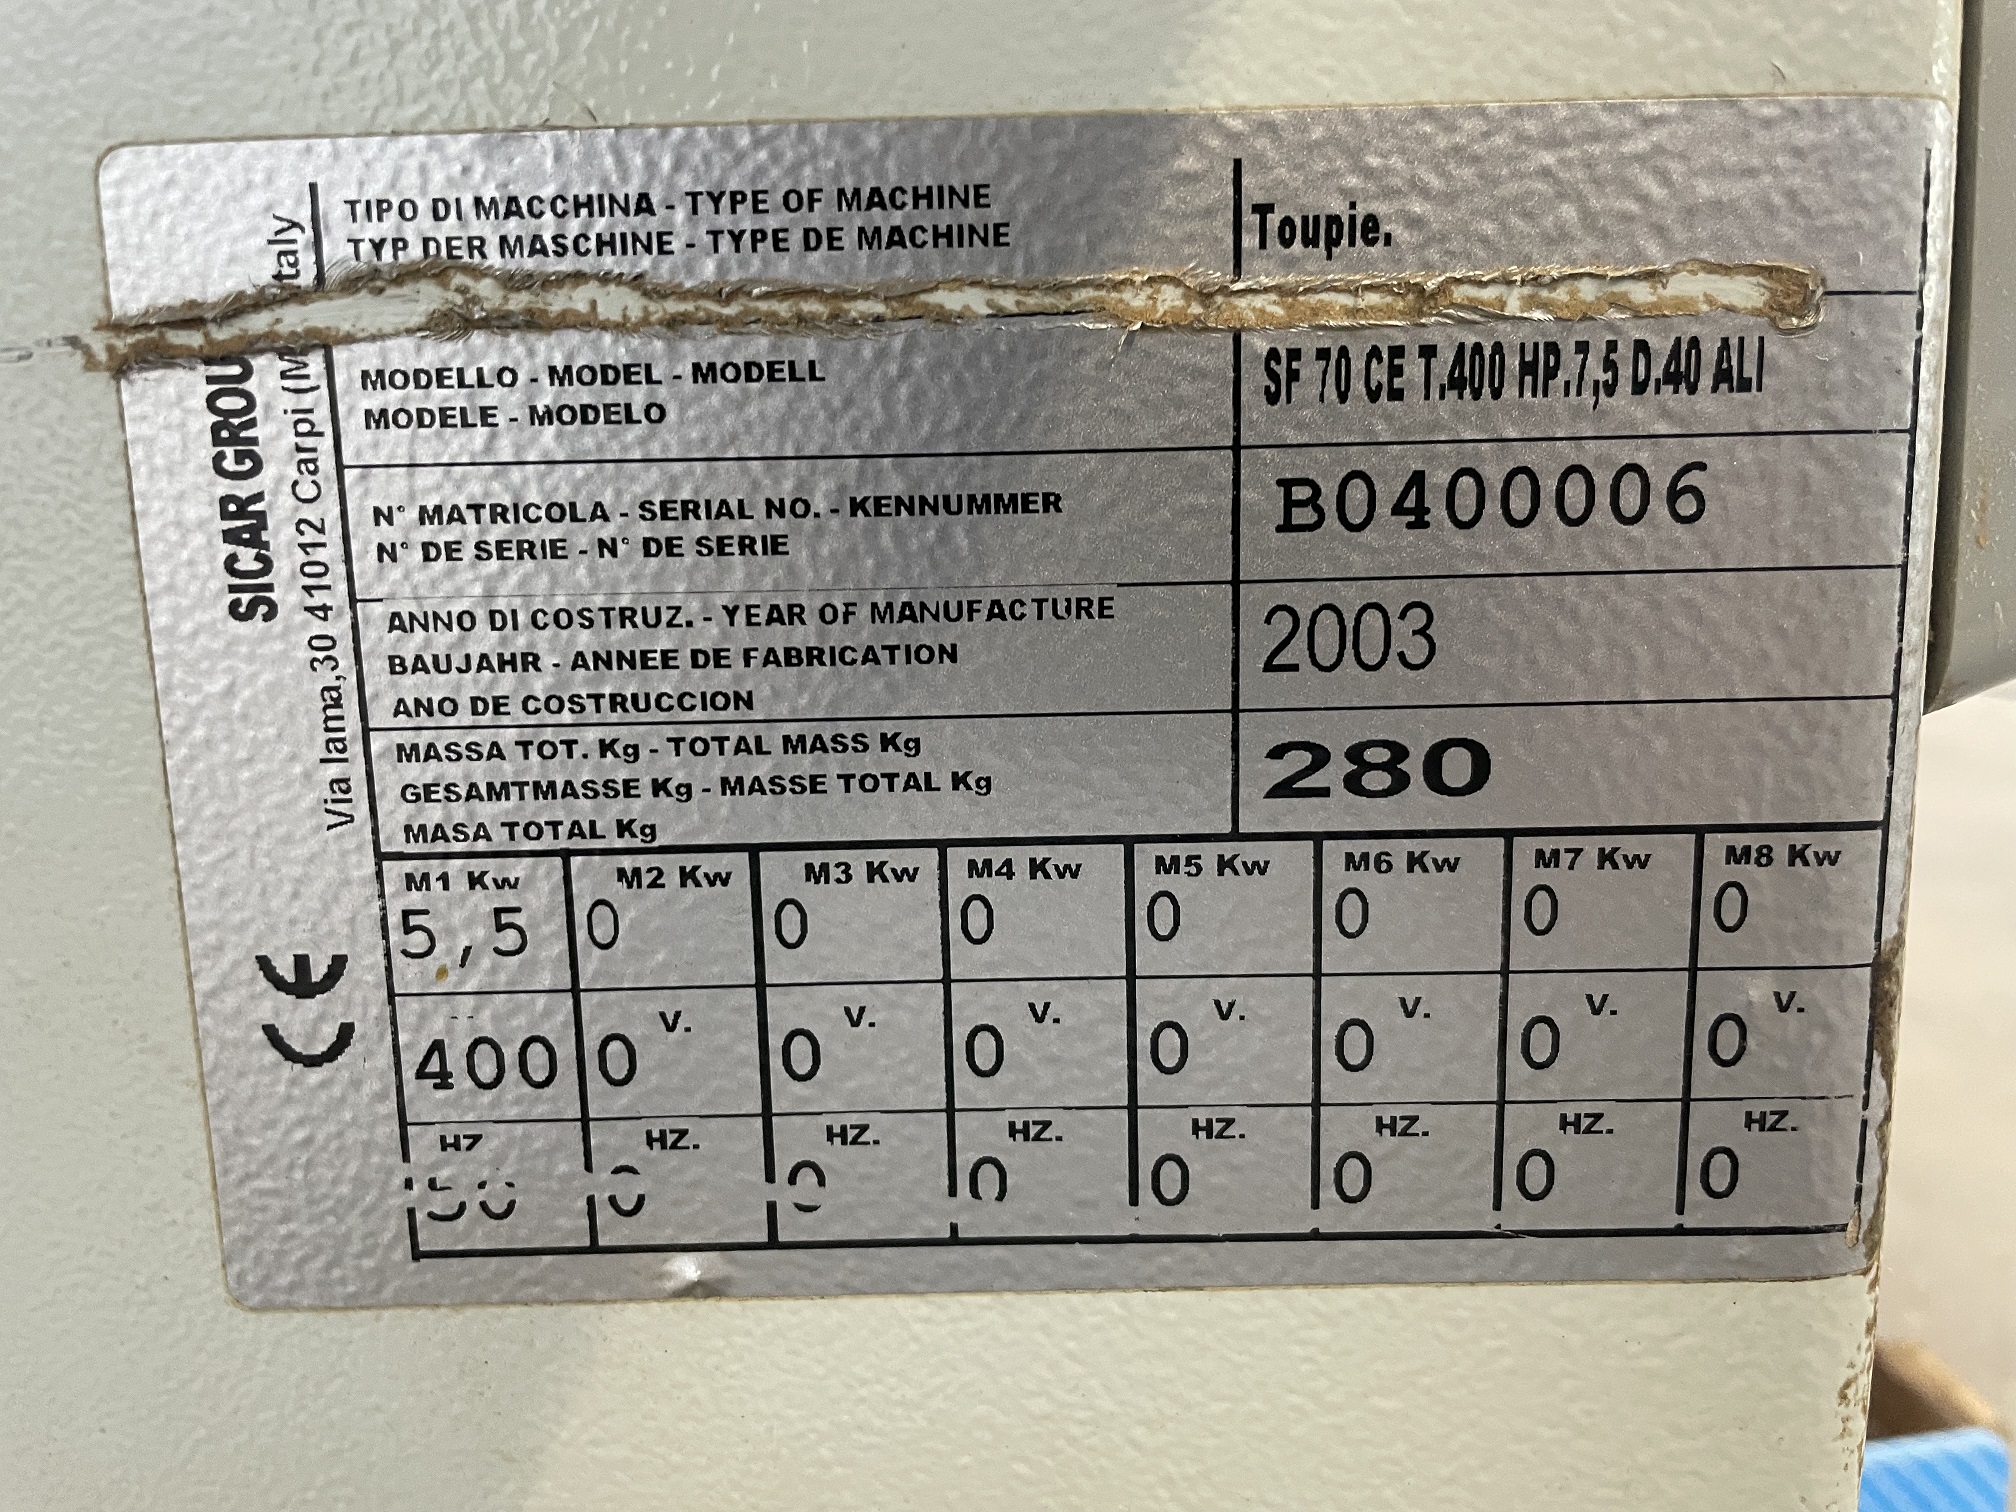 TIPO DI MACCHINA - TYPE OF MACHINE
TYP DER MASCHINE - TYPE DE MACHINE
Toupie.
MODELLO - MODEL - MODELL
MODELE - MODELO
SF 70 CE T.400 HP.7,5 D.40 ALI
N° MATRICOLA - SERIAL NO. - KENNUMMER
N° DE SERIE - N° DE SERIE
B0400006
ANNO DI COSTRUZ. - YEAR OF MANUFACTURE
BAUJAHR - ANNEE DE FABRICATION
ANO DE COSTRUCCION
2003
MASSA TOT. Kg - TOTAL MASS Kg
GESAMTMASSE Kg - MASSE TOTAL Kg
MASA TOTAL Kg
280
M1 Kw M2 Kw M3 Kw M4 Kw M5 Kw M6 Kw M7 Kw M8 Kw
5,5 0 0 0 0 0 0 0
V. V. V. V. V. V. V.
400 0 0 0 0 0 0 0
HZ HZ. HZ. HZ. HZ. HZ. HZ. HZ.
50 0 0 0 0 0 0 0
SICAR
Via lama,30 41012 Carpi
CE